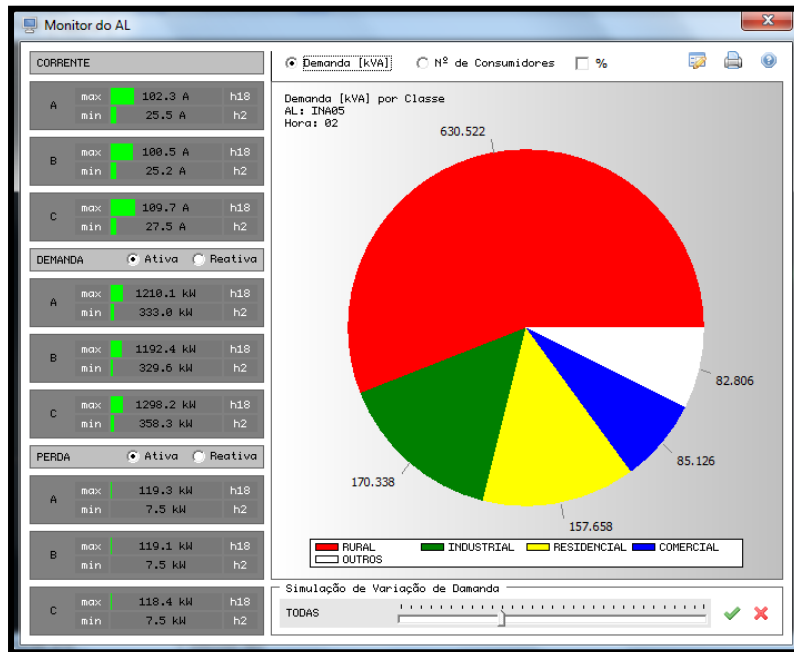 Monitor do AL
CORRENTE
A max 102.3 A h18
min 25.5 A h2
B max 100.5 A h18
min 25.2 A h2
C max 109.7 A h18
min 27.5 A h2
DEMANDA Ativa Reativa
A max 1210.1 kW h18
min 333.0 kW h2
B max 1192.4 kW h18
min 329.6 kW h2
C max 1298.2 kW h18
min 358.3 kW h2
PERDA Ativa Reativa
A max 119.3 kW h18
min 7.5 kW h2
B max 119.1 kW h18
min 7.5 kW h2
C max 118.4 kW h18
min 7.5 kW h2
Demanda [kVA] Nº de Consumidores %
Demanda [kVA] por Classe
AL: INA05
Hora: 02
630.522
82.806
85.126
170.338
157.658
RURAL INDUSTRIAL RESIDENCIAL COMERCIAL
OUTROS
Simulação de Variação de Damanda
TODAS